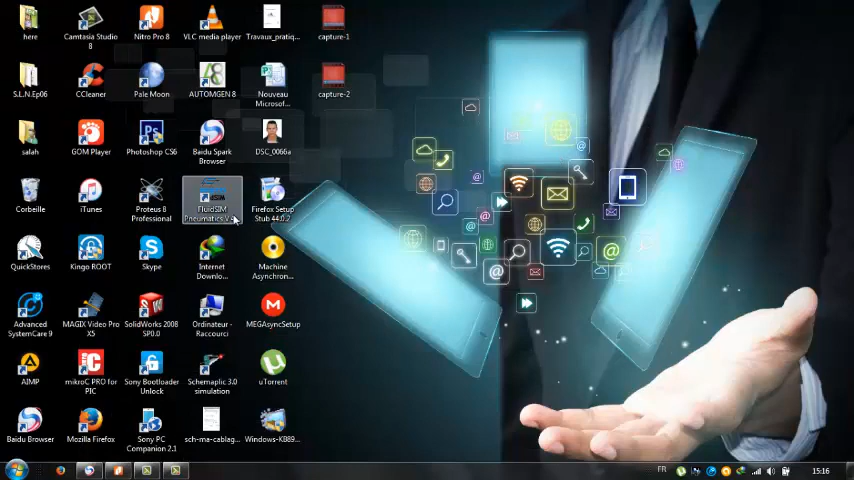 here
Camtasia Studio
8
Nitro Pro 8
VLC media player
Travaux_pratiq...
capture-1
S.L.N.Ep06
CCleaner
Pale Moon
AUTOMGEN 8
Nouveau
Microsof...
capture-2
salah
GOM Player
Photoshop CS6
Baidu Spark
Browser
DSC_0066a
Corbeille
iTunes
Proteus 8
Professional
FluidSIM
Pneumatics
Firefox Setup
Stub 44.0.2
QuickStores
Kingo ROOT
Skype
Internet
Downlo...
Machine
Asynchron...
Advanced
SystemCare 9
MAGIX Video Pro
X5
SolidWorks 2008
SP0.0
Ordinateur -
Raccourci
MEGAsyncSetup
AIMP
mikroC PRO for
PIC
Sony Bootloader
Unlock
Schemaplic 3.0
simulation
uTorrent
Baidu Browser
Mozilla Firefox
Sony PC
Companion 2.1
sch-ma-cablag...
Windows-KB89...
FR
15:16